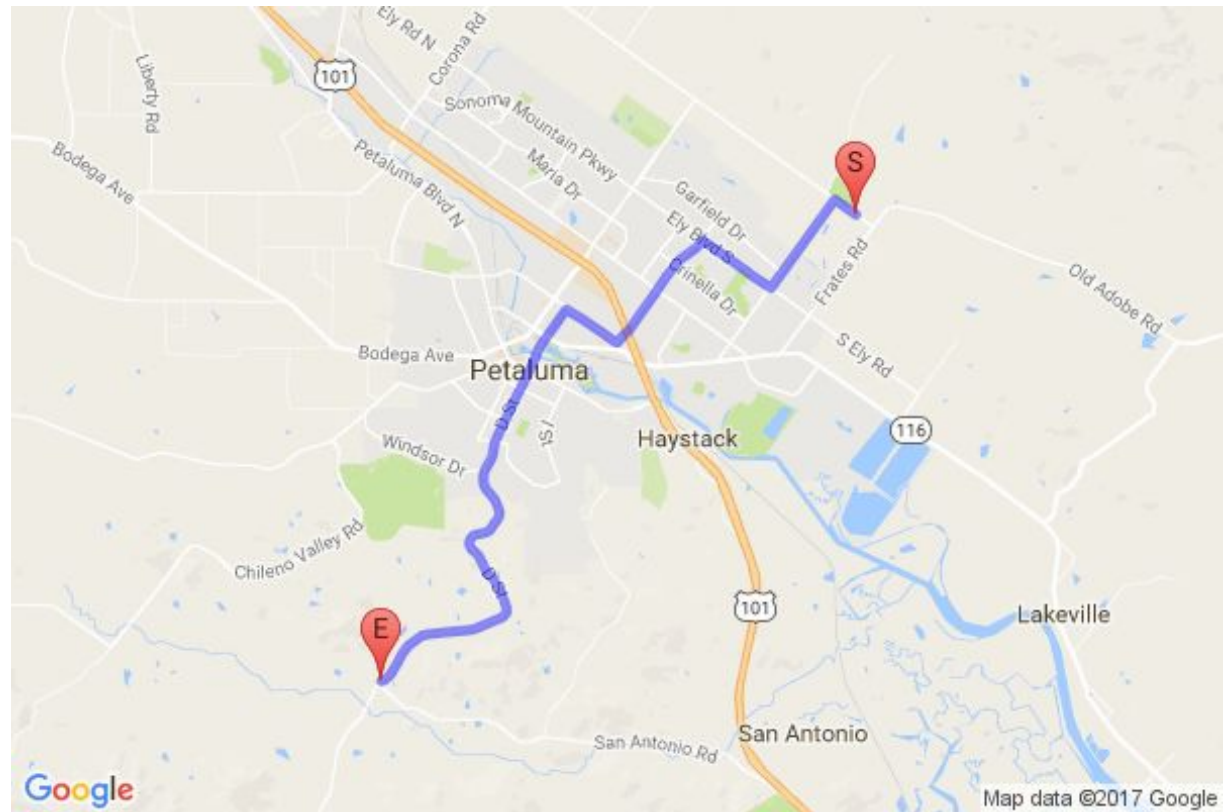 Ely Rd N
Liberty Rd
101
Corona Rd
Sonoma Mountain Pkwy
Bodega Ave
Petaluma Blvd N
Maria Dr
S
Garfield Dr
Ely Blvd S
Crinella Dr
Frates Rd
Old Adobe Rd
S Ely Rd
Bodega Ave
Petaluma
D St
I St
Windsor Dr
Haystack
116
Chileno Valley Rd
D St
101
Lakeville
E
San Antonio Rd
San Antonio
Google
Map data ©2017 Google